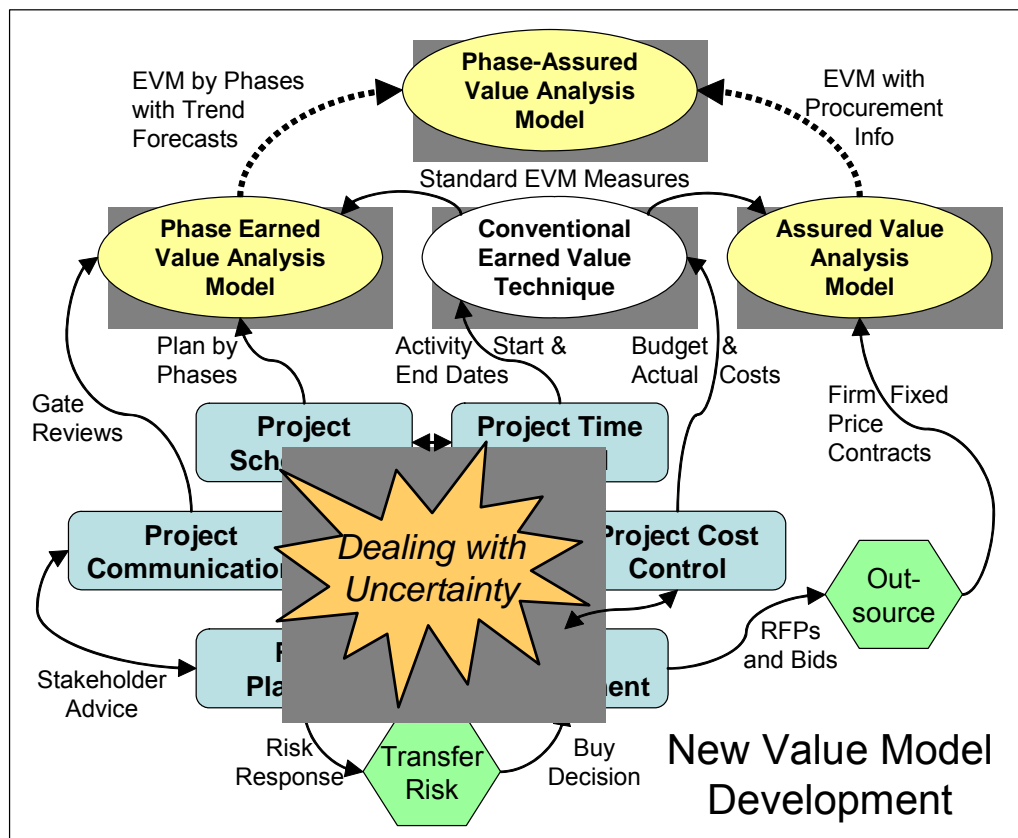 Phase-Assured
Value Analysis
Model
EVM by Phases
with Trend
Forecasts
EVM with
Procurement
Info
Standard EVM Measures
Phase Earned
Value Analysis
Model
Conventional
Earned Value
Technique
Assured Value
Analysis
Model
Plan by
Phases
Activity Start &
End Dates
Budget &
Actual Costs
Firm Fixed
Price
Contracts
Gate
Reviews
Project
Project Time
Project
Communication
Dealing with
Uncertainty
Project Cost
Control
Out-
source
RFPs
and Bids
Stakeholder
Advice
Risk
Response
Transfer
Risk
Buy
Decision
New Value Model
Development